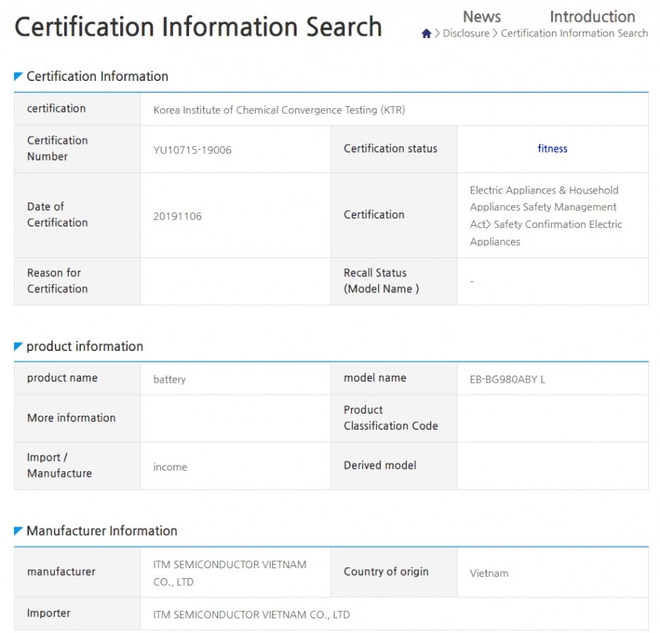 News Introduction
Certification Information Search
Disclosure > Certification Information Search
Certification Information
certification Korea Institute of Chemical Convergence Testing (KTR)
Certification
Number
YU10715-19006
Certification status
fitness
Date of
Certification
20191106
Certification
Electric Appliances & Household
Appliances Safety Management
Act> Safety Confirmation Electric
Appliances
Reason for
Certification
Recall Status
(Model Name )
-
product information
product name battery model name EB-BG980ABY L
More information
Product
Classification Code
Import /
Manufacture
income
Derived model
Manufacturer Information
manufacturer
ITM SEMICONDUCTOR VIETNAM
CO., LTD
Country of origin
Vietnam
Importer ITM SEMICONDUCTOR VIETNAM CO., LTD